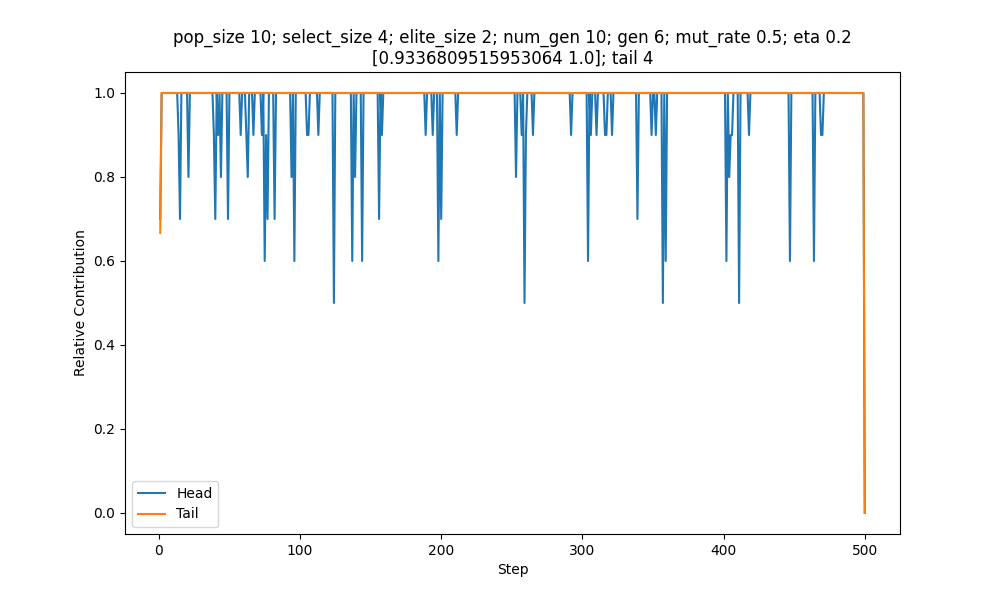 pop_size 10; select_size 4; elite_size 2; num_gen 10; gen 6; mut_rate 0.5; eta 0.2
[0.9336809515953064 1.0]; tail 4
1.0
0.8
0.6
0.4
0.2
0.0
Relative Contribution
Head
Tail
0
100
200
300
400
500
Step